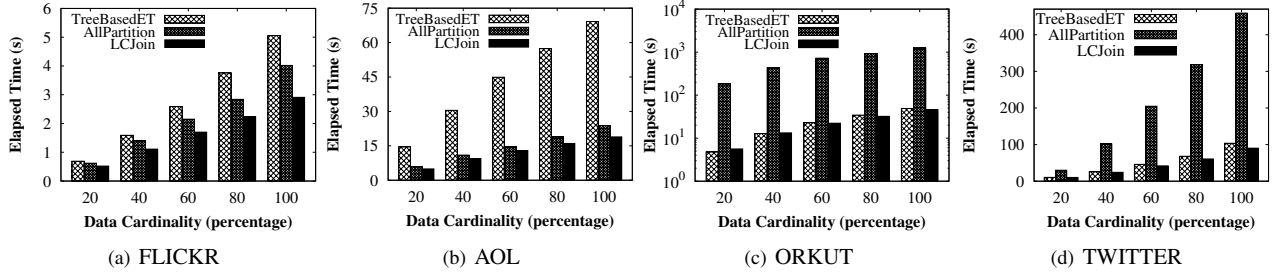 6
5
4
3
2
1
0
Elapsed Time (s)
TreeBasedET
AllPartition
LCJoin
20 40 60 80 100
Data Cardinality (percentage)
(a) FLICKR
75
60
45
30
15
0
Elapsed Time (s)
TreeBasedET
AllPartition
LCJoin
20 40 60 80 100
Data Cardinality (percentage)
(b) AOL
10^4
10^3
10^2
10^1
10^0
Elapsed Time (s)
TreeBasedET
AllPartition
LCJoin
20 40 60 80 100
Data Cardinality (percentage)
(c) ORKUT
400
300
200
100
0
Elapsed Time (s)
TreeBasedET
AllPartition
LCJoin
20 40 60 80 100
Data Cardinality (percentage)
(d) TWITTER